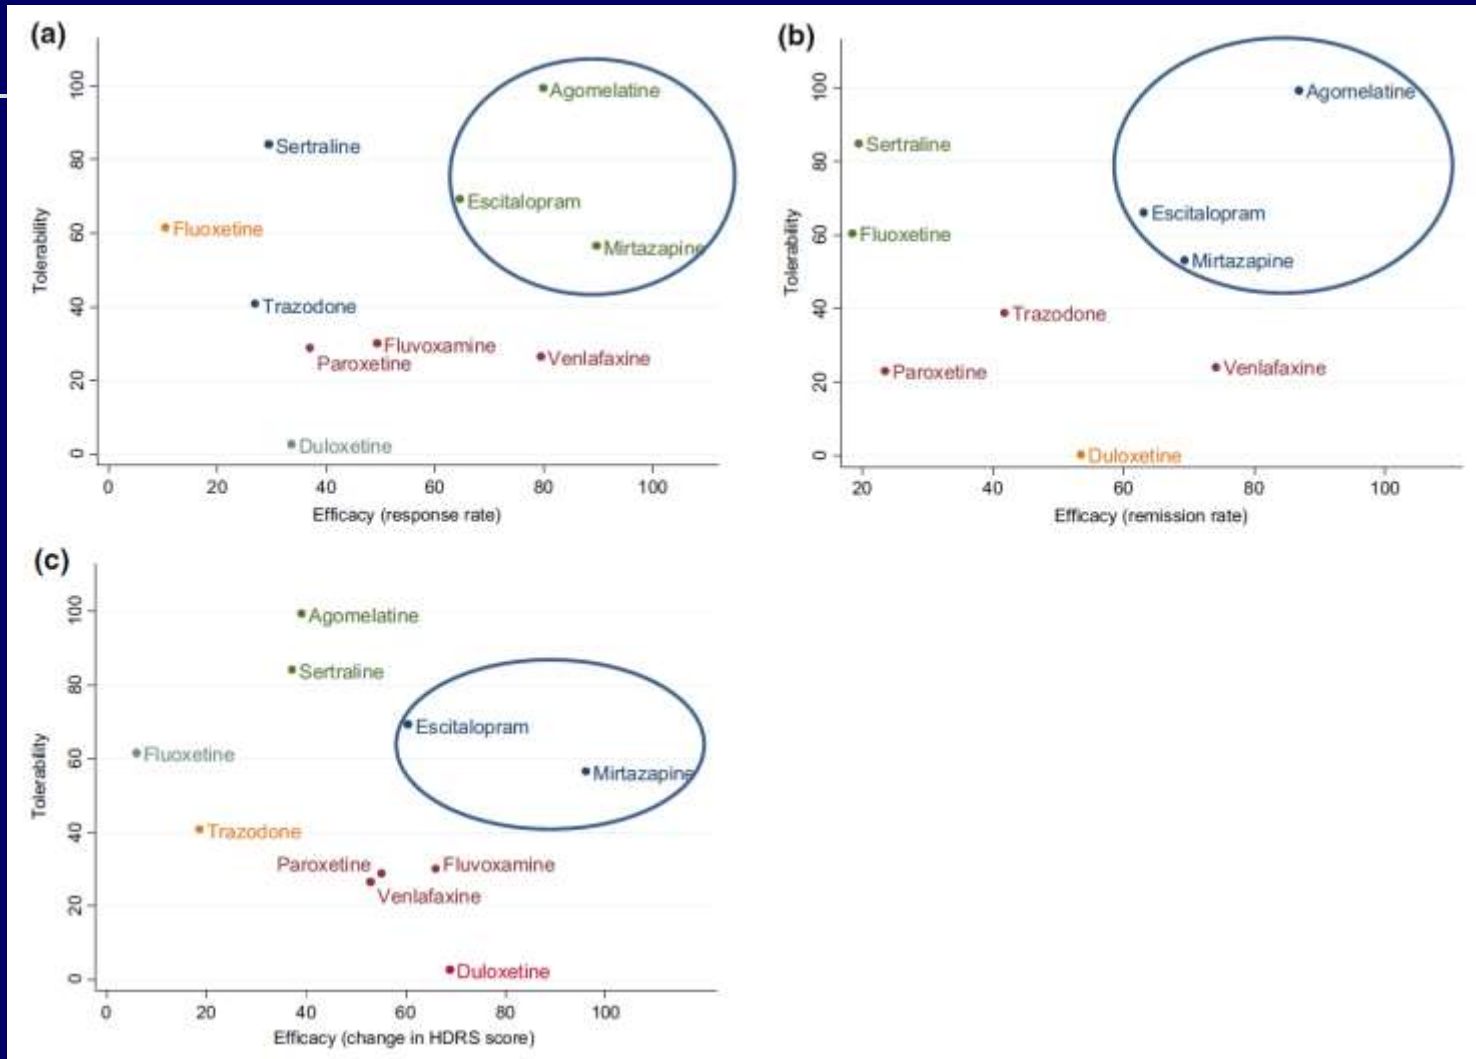 (a)
100
80
60
40
20
0
Tolerability
Agomelatine
Sertraline
Escitalopram
Fluoxetine
Mirtazapine
Trazodone
Fluvoxamine
Paroxetine
Venlafaxine
Duloxetine
0 20 40 60 80 100
Efficacy (response rate)
(b)
100
80
60
40
20
0
Tolerability
Agomelatine
Sertraline
Escitalopram
Fluoxetine
Mirtazapine
Trazodone
Venlafaxine
Paroxetine
Duloxetine
20 40 60 80 100
Efficacy (remission rate)
(c)
100
80
60
40
20
0
Tolerability
Agomelatine
Sertraline
Escitalopram
Fluoxetine
Mirtazapine
Trazodone
Paroxetine
Fluvoxamine
Venlafaxine
Duloxetine
0 20 40 60 80 100
Efficacy (change in HDRS score)